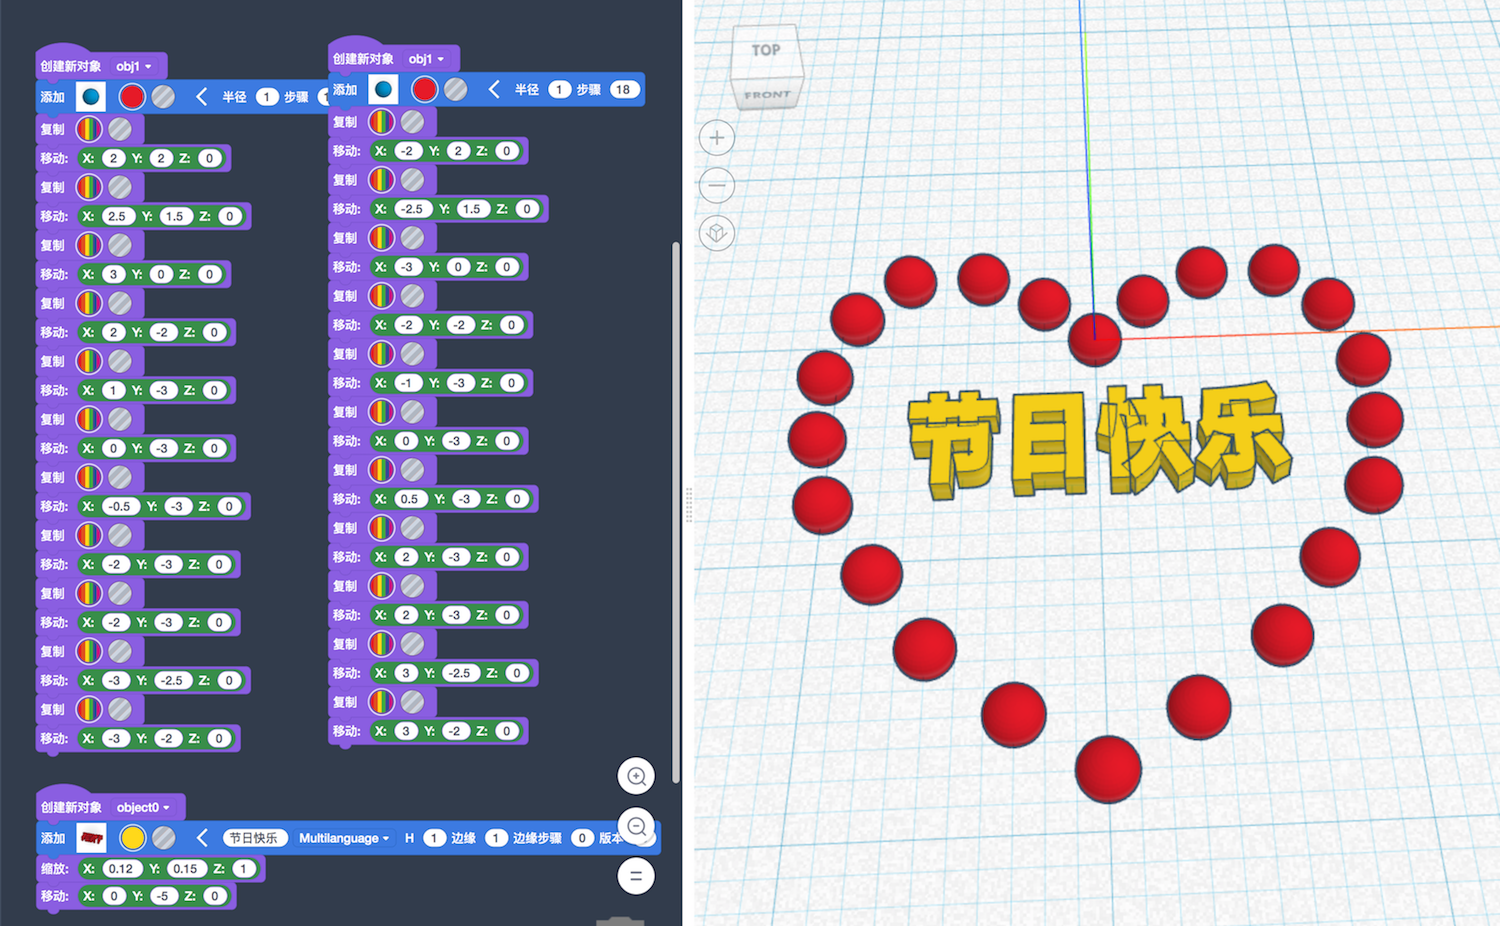 创建新对象 obj1
添加 半径 1 步骤
复制
移动: X: 2 Y: 2 Z: 0
复制
移动: X: 2.5 Y: 1.5 Z: 0
复制
移动: X: 3 Y: 0 Z: 0
复制
移动: X: 2 Y: -2 Z: 0
复制
移动: X: 1 Y: -3 Z: 0
复制
移动: X: 0 Y: -3 Z: 0
复制
移动: X: -0.5 Y: -3 Z: 0
复制
移动: X: -2 Y: -3 Z: 0
复制
移动: X: -2 Y: -3 Z: 0
复制
移动: X: -3 Y: -2.5 Z: 0
复制
移动: X: -3 Y: -2 Z: 0
创建新对象 object0
添加 节日快乐 Multilanguage H 1 边缘 1 边缘步骤 0 版本
缩放: X: 0.12 Y: 0.15 Z: 1
移动: X: 0 Y: -5 Z: 0
创建新对象 obj1
添加 半径 1 步骤 18
复制
移动: X: -2 Y: 2 Z: 0
复制
移动: X: -2.5 Y: 1.5 Z: 0
复制
移动: X: -3 Y: 0 Z: 0
复制
移动: X: -2 Y: -2 Z: 0
复制
移动: X: -1 Y: -3 Z: 0
复制
移动: X: 0 Y: -3 Z: 0
复制
移动: X: 0.5 Y: -3 Z: 0
复制
移动: X: 2 Y: -3 Z: 0
复制
移动: X: 2 Y: -3 Z: 0
复制
移动: X: 3 Y: -2.5 Z: 0
复制
移动: X: 3 Y: -2 Z: 0
TOP
FRONT
节日快乐